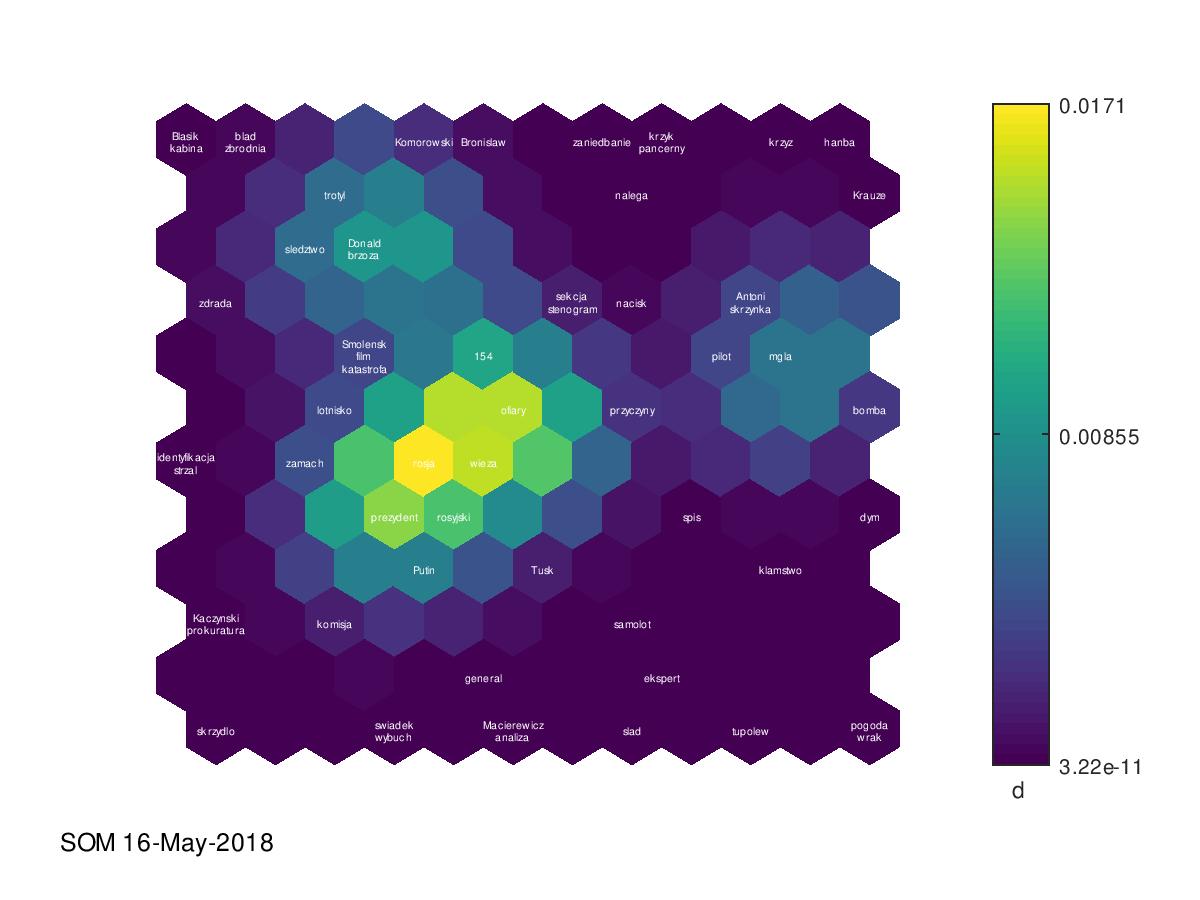 0.0171
Blasik
kabina
blad
zbrodnia
Komorowski
Bronislaw
zaniedbanie
krzyk
pancerny
krzyz
hanba
trotyl
nalega
Krauze
sledztwo
Donald
brzoza
zdrada
sekcja
stenogram
nacisk
Antoni
skrzynka
Smolensk
film
katastrofa
154
pilot
mgla
lotnisko
ofiary
przyczyny
bomba
0.00855
identyfikacja
strzal
zamach
rosja
wieza
prezydent
rosyjski
spis
dym
Putin
Tusk
klamstwo
Kaczynski
prokuratura
komisja
samolot
general
ekspert
skrzydlo
swiadek
wybuch
Macierewicz
analiza
slad
tupolew
pogoda
wrak
3.22e-11
d
SOM 16-May-2018